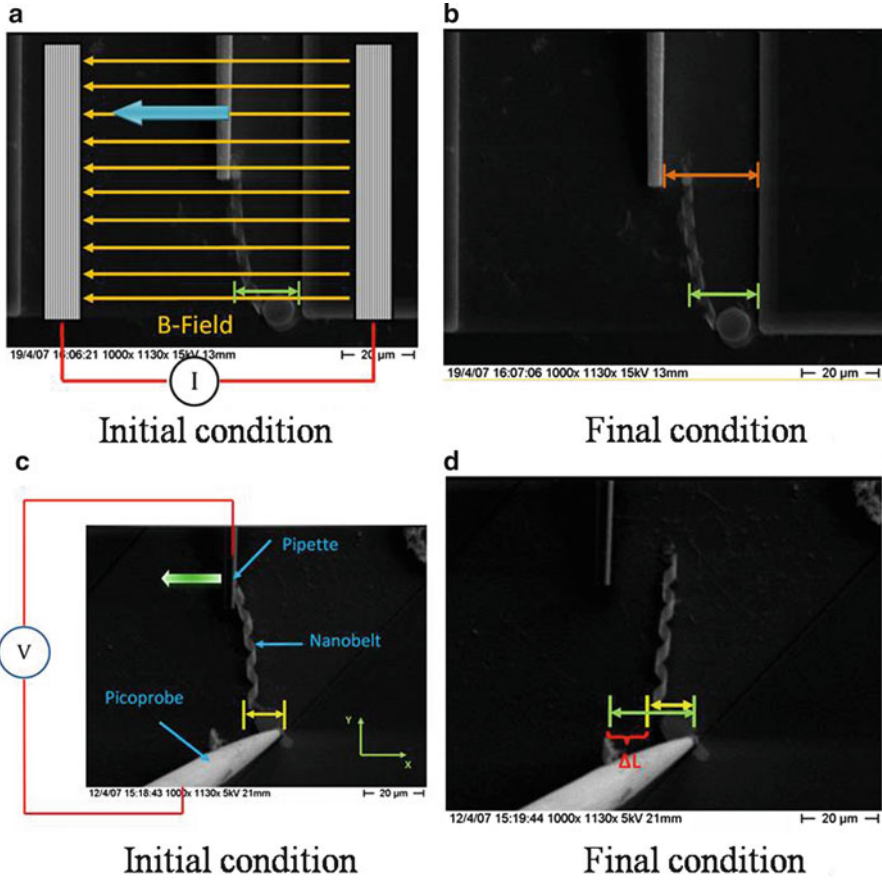 a
b
B-Field
19/4/07 16:06:21 1000x 1130x 15kV 13mm
20 µm
I
19/4/07 16:07:06 1000x 1130x 15kV 13mm
20 µm
Initial condition
Final condition
c
d
Pipette
Nanobelt
V
Picoprobe
Y
X
12/4/07 15:18:43 1000x 1130x 5kV 21mm
20 µm
ΔL
12/4/07 15:19:44 1000x 1130x 5kV 21mm
20 µm
Initial condition
Final condition